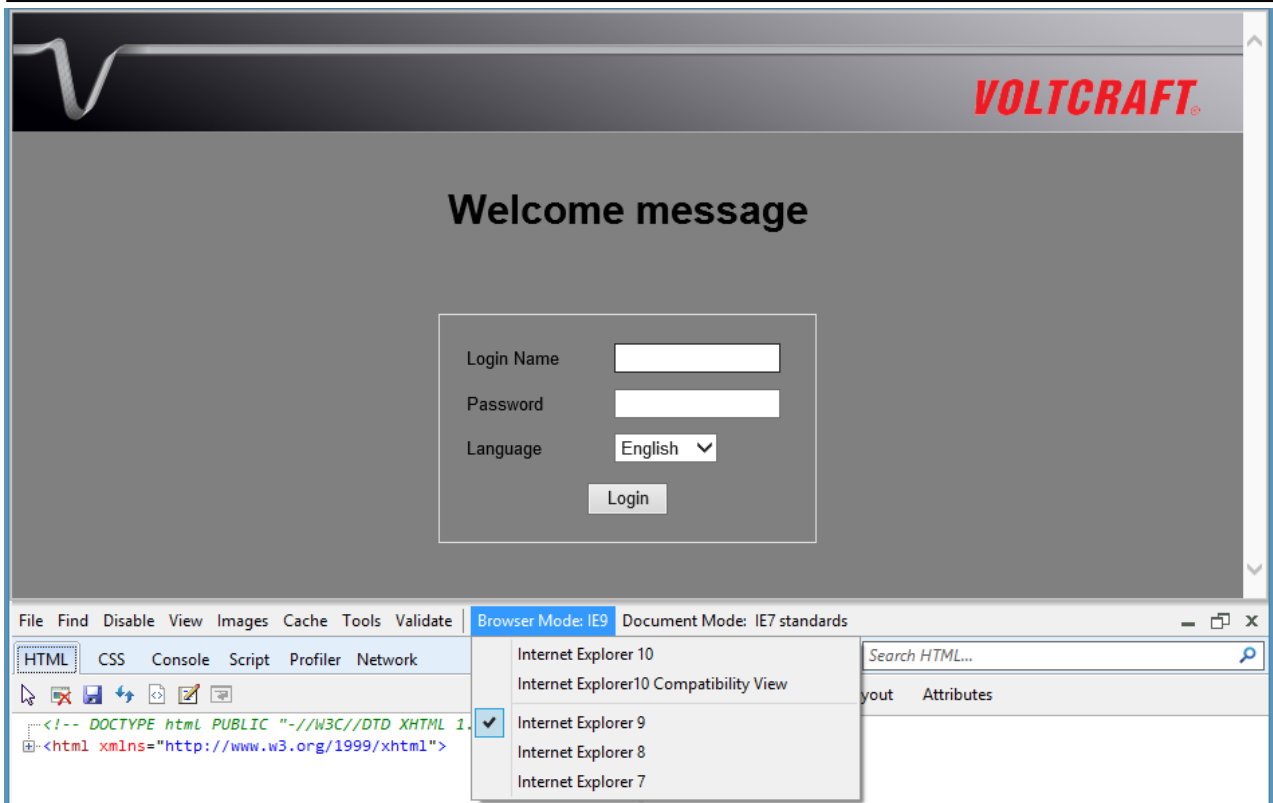 VOLTCRAFT®
Welcome message
Login Name
Password
Language English
Login
File Find Disable View Images Cache Tools Validate Browser Mode: IE9 Document Mode: IE7 standards
HTML CSS Console Script Profiler Network Search HTML...
yout Attributes
<!-- DOCTYPE html PUBLIC "-//W3C//DTD XHTML 1.
<html xmlns="http://www.w3.org/1999/xhtml">
Internet Explorer 10
Internet Explorer10 Compatibility View
Internet Explorer 9
Internet Explorer 8
Internet Explorer 7